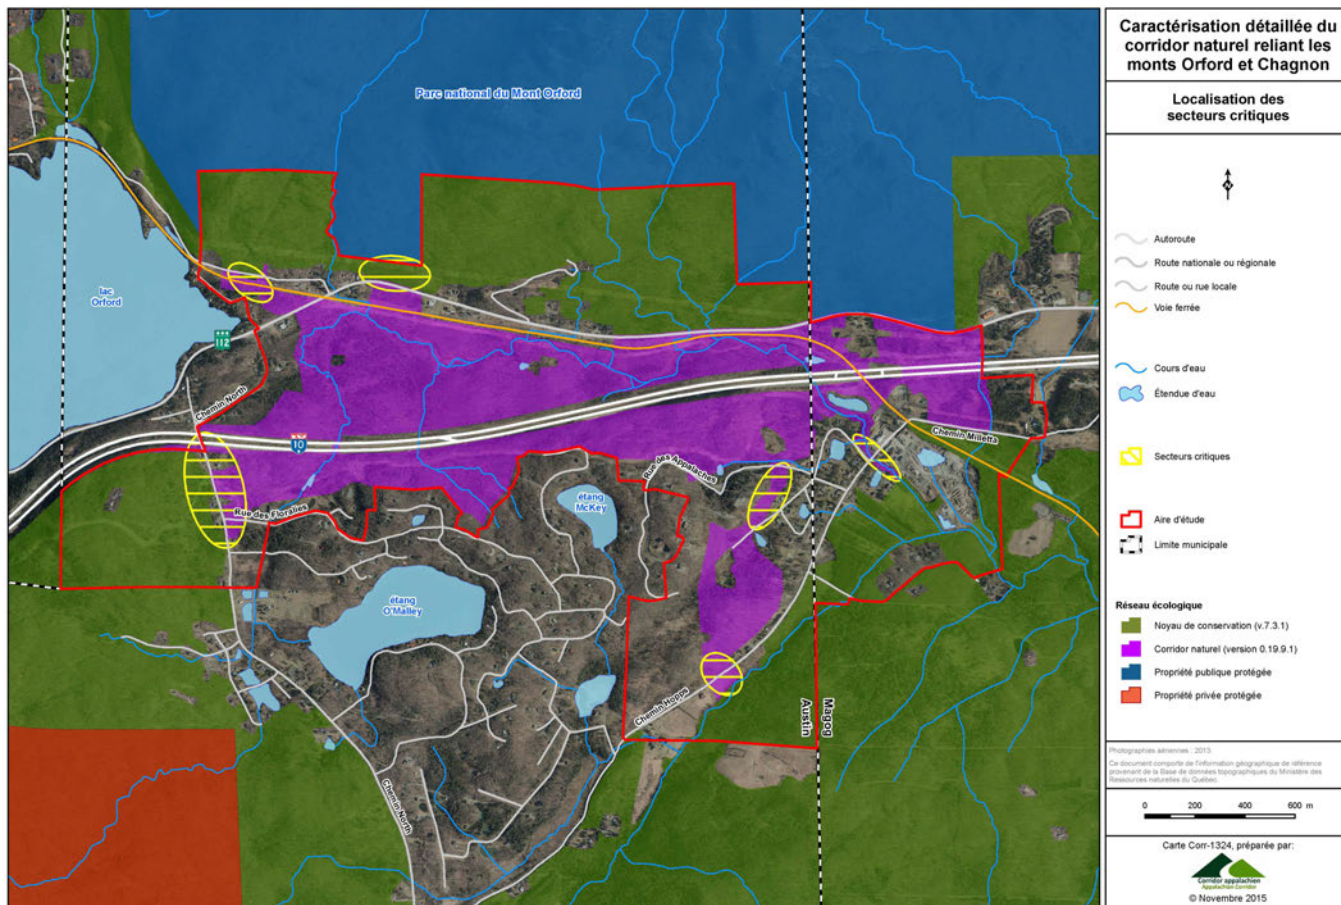 Parc national du Mont Orford
lac
Orford
112
Chemin North
10
Rue des Floralies
étang
McKey
Rue des Appalaches
Chemin Milletta
étang
O'Malley
Chemin Hopps
Austin
Magog
Chemin North
Caractérisation détaillée du
corridor naturel reliant les
monts Orford et Chagnon
Localisation des
secteurs critiques
N
Autoroute
Route nationale ou régionale
Route ou rue locale
Voie ferrée
Cours d'eau
Étendue d'eau
Secteurs critiques
Aire d'étude
Limite municipale
Réseau écologique
Noyau de conservation (v.7.3.1)
Corridor naturel (version 0.19.9.1)
Propriété publique protégée
Propriété privée protégée
Photographies aériennes : 2013
Ce document comporte de l'information géographique de référence
provenant de la Base de données topographiques du Ministère des
Ressources naturelles du Québec.
0 200 400 600 m
Carte Corr-1324, préparée par:
Corridor appalachien
Appalachian Corridor
© Novembre 2015